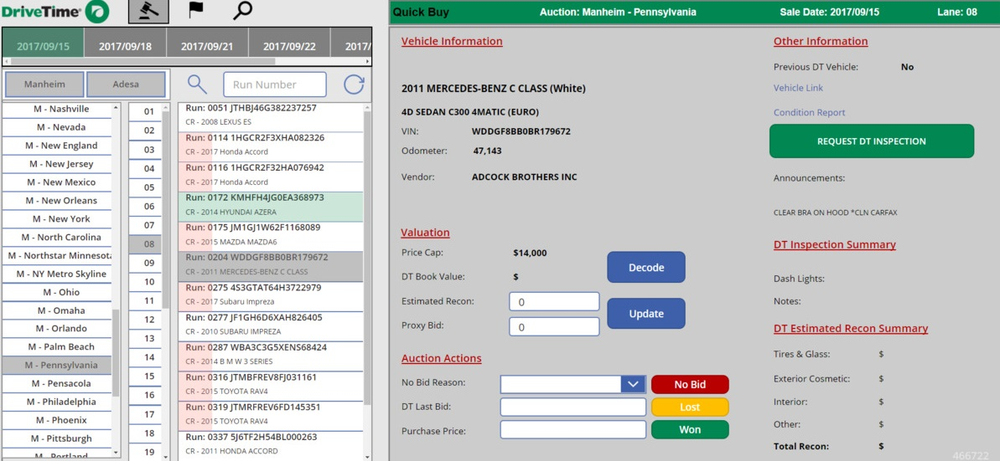 DriveTime®
2017/09/15 2017/09/18 2017/09/21 2017/09/22 2017/
Manheim Adesa Run Number
M - Nashville
M - Nevada
M - New England
M - New Jersey
M - New Mexico
M - New Orleans
M - New York
M - North Carolina
M - Northstar Minnesota
M - NY Metro Skyline
M - Ohio
M - Omaha
M - Orlando
M - Palm Beach
M - Pennsylvania
M - Pensacola
M - Philadelphia
M - Phoenix
M - Pittsburgh
M - Portland
01
02
03
04
05
06
07
08
09
10
11
12
13
14
15
16
17
18
19
Run: 0051 JTHBJ46G382237257
CR - 2008 LEXUS ES
Run: 0114 1HGCR2F3XHA082326
CR - 2017 Honda Accord
Run: 0116 1HGCR2F32HA076942
CR - 2017 Honda Accord
Run: 0172 KMHFH4JG0EA368973
CR - 2014 HYUNDAI AZERA
Run: 0175 JM1GJ1W62F1168089
CR - 2015 MAZDA MAZDA6
Run: 0204 WDDGF8BB0BR179672
CR - 2011 MERCEDES-BENZ C CLASS
Run: 0275 4S3GTAT64H3722979
CR - 2017 Subaru Impreza
Run: 0277 JF1GH6D6XAH826405
CR - 2010 SUBARU IMPREZA
Run: 0287 WBA3C3G5XENS68424
CR - 2014 B M W 3 SERIES
Run: 0316 JTMBFREV8FJ031161
CR - 2015 TOYOTA RAV4
Run: 0319 JTMRFREV6FD145351
CR - 2015 TOYOTA RAV4
Run: 0337 5J6TF2H54BL000263
CR - 2011 HONDA ACCORD
Quick Buy Auction: Manheim - Pennsylvania Sale Date: 2017/09/15 Lane: 08
Vehicle Information
2011 MERCEDES-BENZ C CLASS (White)
4D SEDAN C300 4MATIC (EURO)
VIN: WDDGF8BB0BR179672
Odometer: 47,143
Vendor: ADCOCK BROTHERS INC
Valuation
Price Cap: $14,000
DT Book Value: $
Decode
Estimated Recon: 0
Proxy Bid: 0
Update
Auction Actions
No Bid Reason: No Bid
DT Last Bid: Lost
Purchase Price: Won
Other Information
Previous DT Vehicle: No
Vehicle Link
Condition Report
REQUEST DT INSPECTION
Announcements:
CLEAR BRA ON HOOD *CLN CARFAX
DT Inspection Summary
Dash Lights:
Notes:
DT Estimated Recon Summary
Tires & Glass: $
Exterior Cosmetic: $
Interior: $
Other: $
Total Recon: $
466722